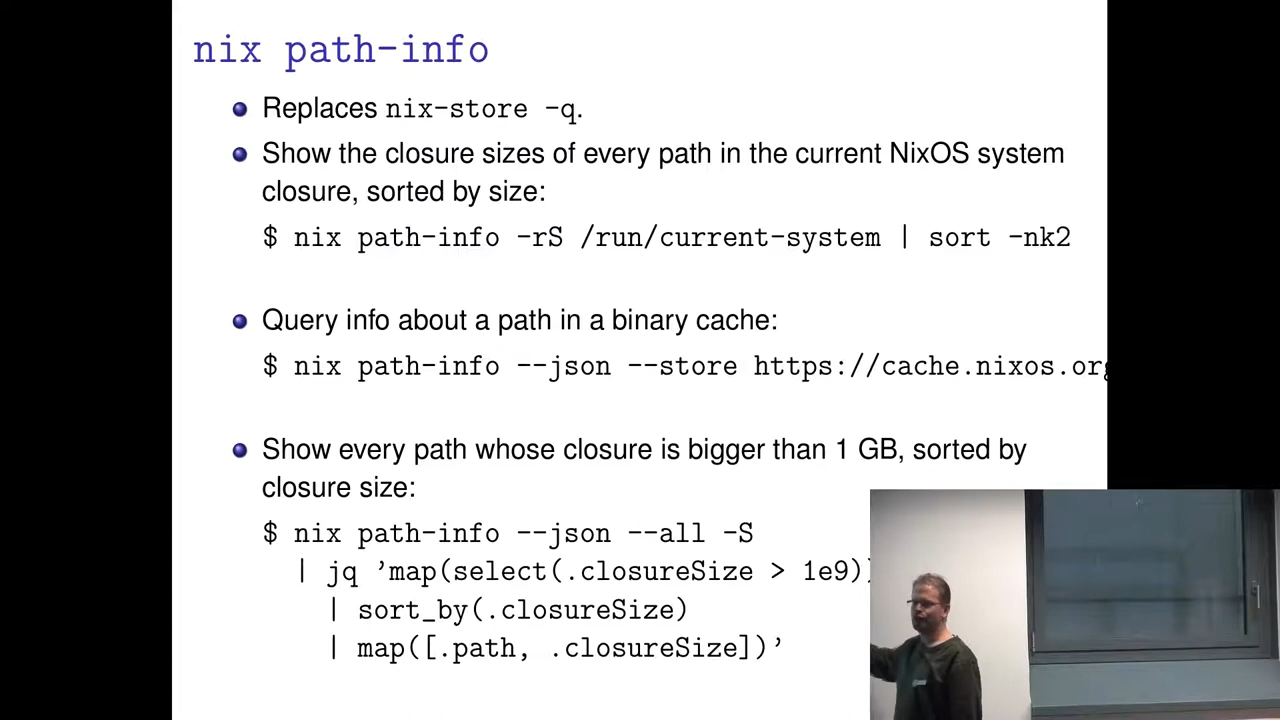 nix path-info
Replaces nix-store -q.
Show the closure sizes of every path in the current NixOS system
closure, sorted by size:
$ nix path-info -rS /run/current-system | sort -nk2
Query info about a path in a binary cache:
$ nix path-info --json --store https://cache.nixos.org
Show every path whose closure is bigger than 1 GB, sorted by
closure size:
$ nix path-info --json --all -S
| jq 'map(select(.closureSize > 1e9))
| sort_by(.closureSize)
| map([.path, .closureSize])'